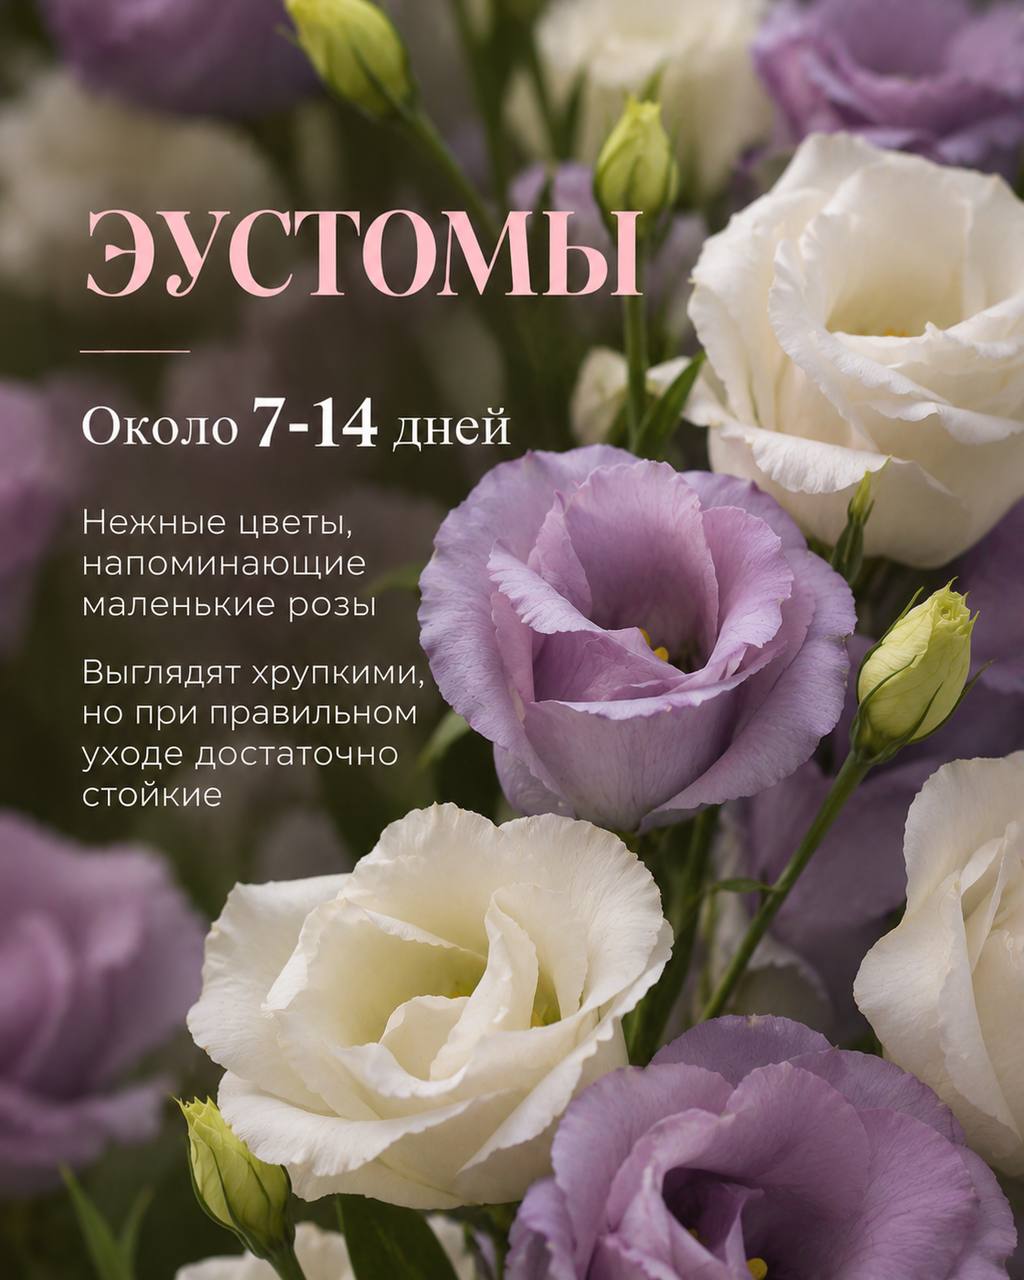 ЭУСТОМЫ
Около 7-14 дней
Нежные цветы,
напоминающие
маленькие розы
Выглядят хрупкими,
но при правильном
уходе достаточно
стойкие